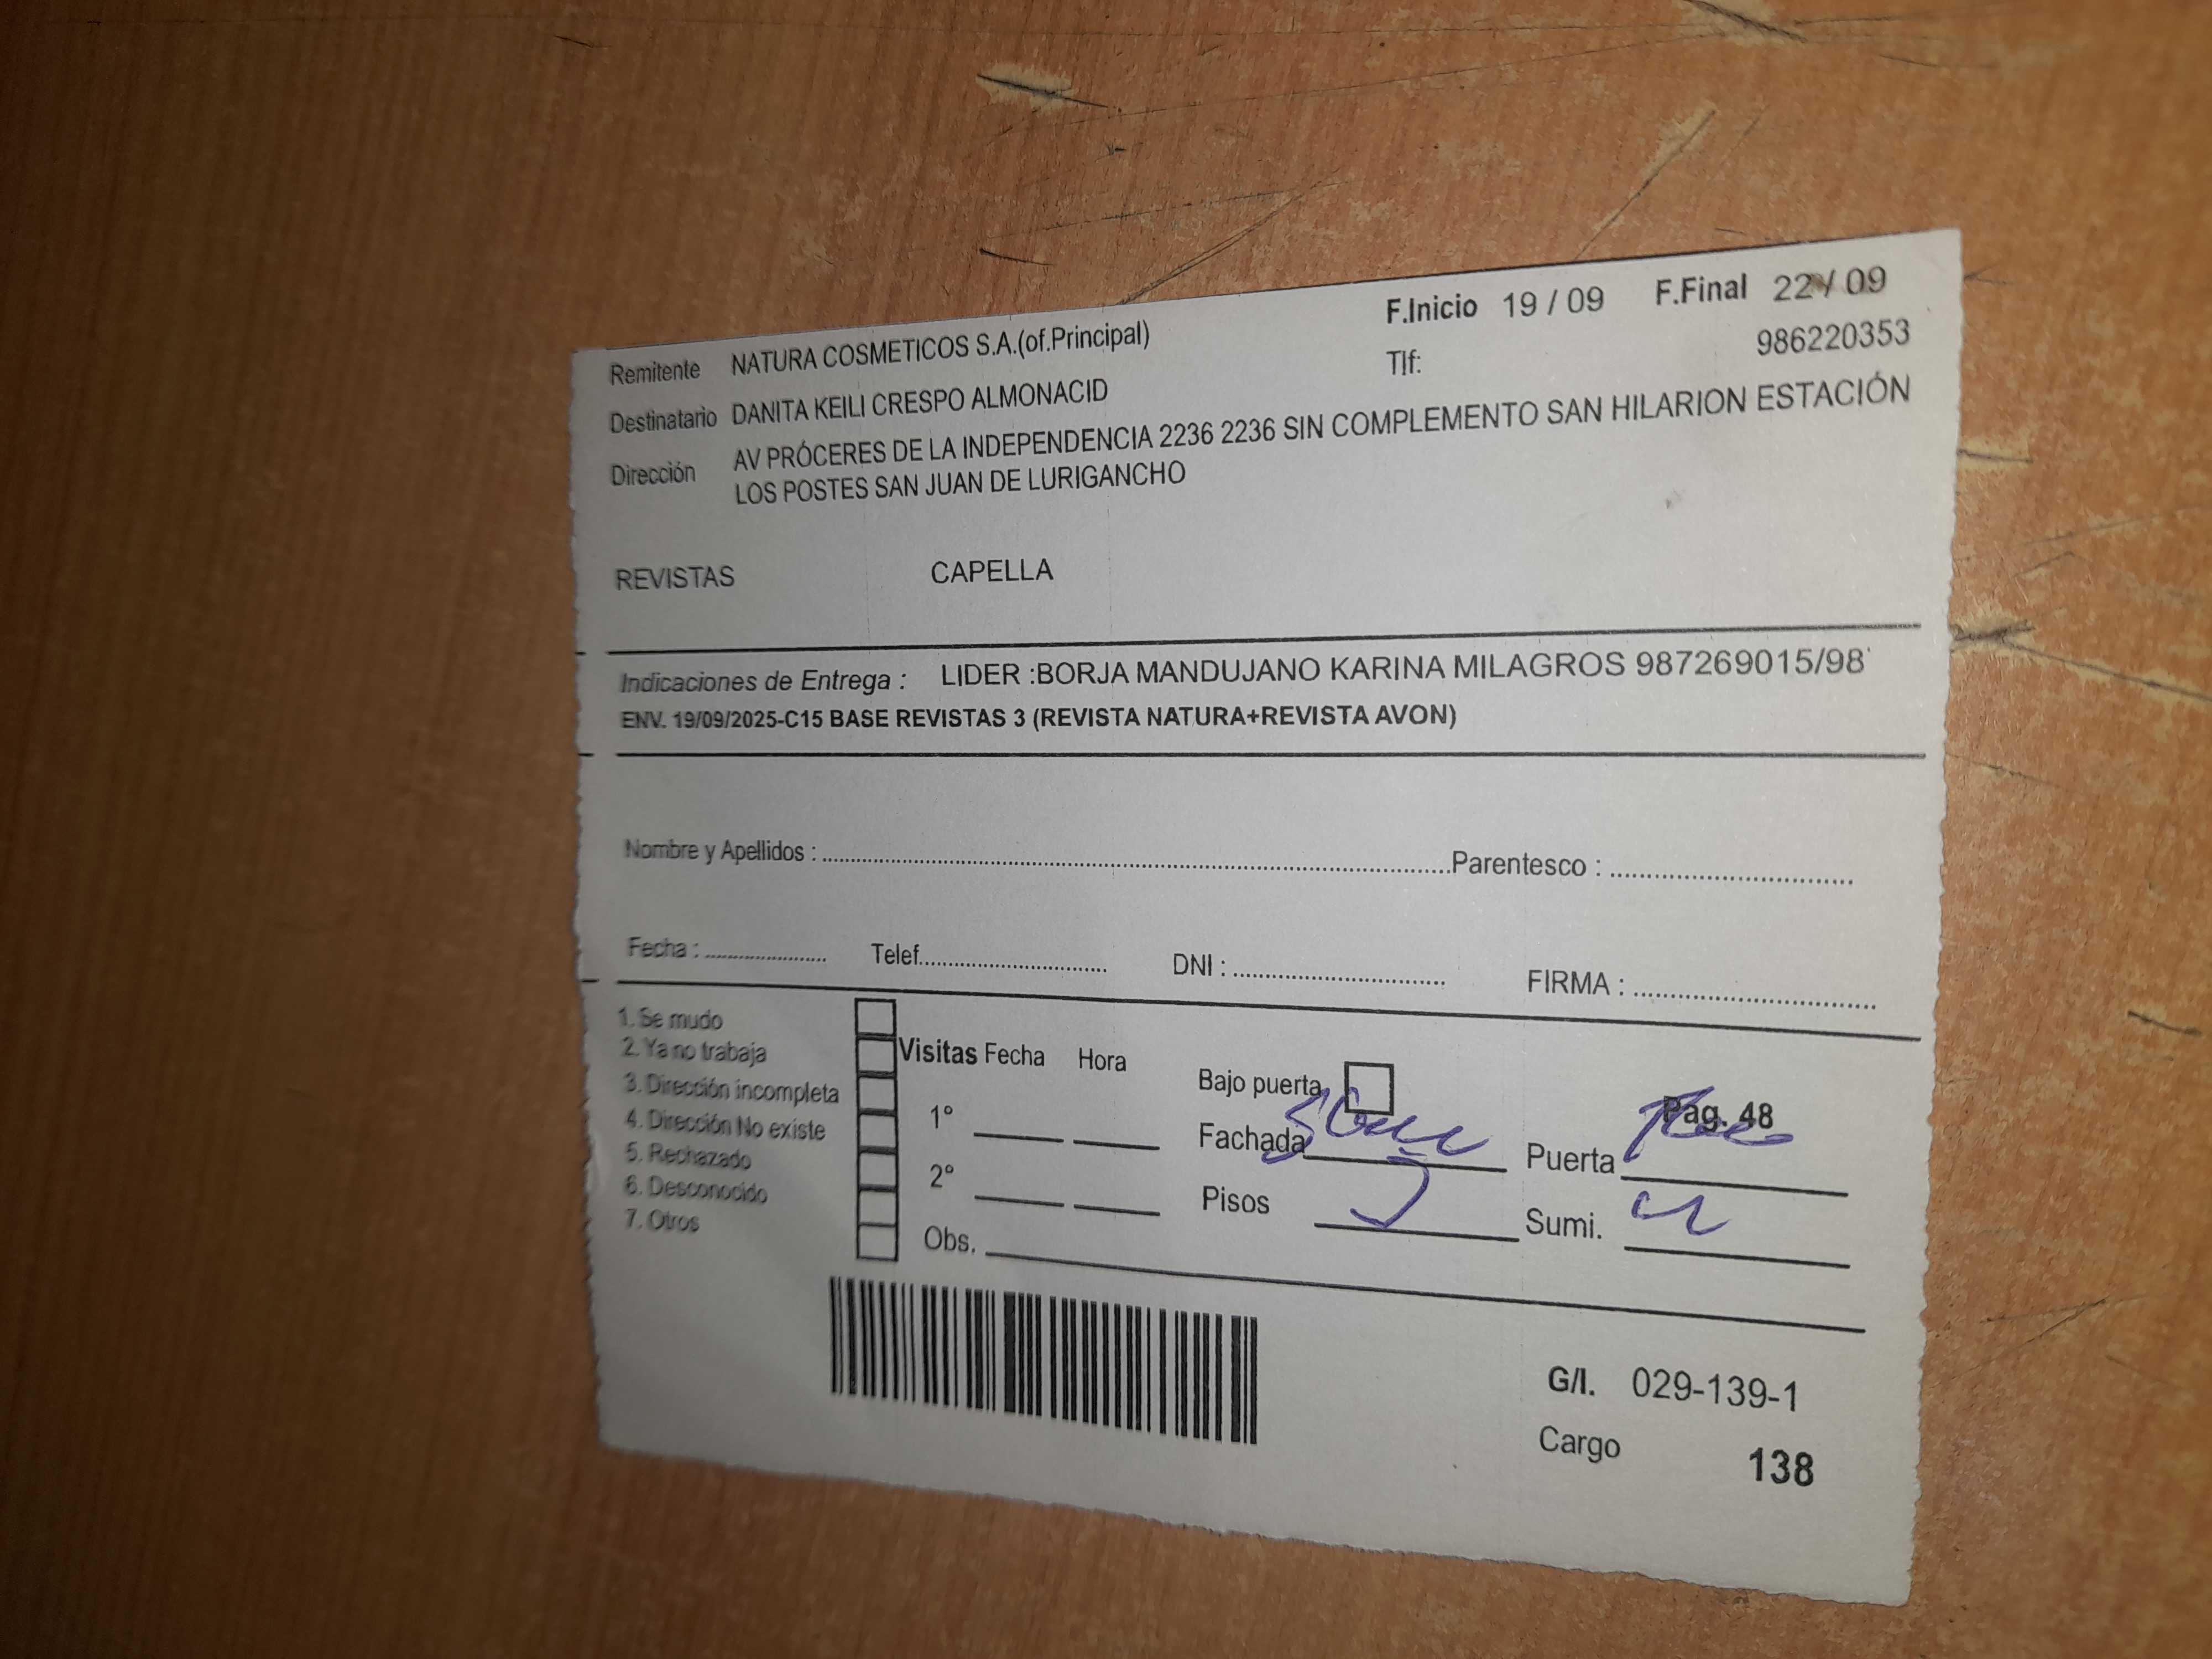 F.Inicio 19 / 09 F.Final 22 / 09
Remitente NATURA COSMETICOS S.A.(of.Principal) Tlf: 986220353
Destinatario DANITA KEILI CRESPO ALMONACID
Dirección AV PRÓCERES DE LA INDEPENDENCIA 2236 2236 SIN COMPLEMENTO SAN HILARION ESTACIÓN
LOS POSTES SAN JUAN DE LURIGANCHO
REVISTAS CAPELLA
Indicaciones de Entrega : LIDER :BORJA MANDUJANO KARINA MILAGROS 987269015/98
ENV. 19/09/2025-C15 BASE REVISTAS 3 (REVISTA NATURA+REVISTA AVON)
Nombre y Apellidos : Parentesco :
Fecha : Telef. DNI : FIRMA :
1. Se mudo
2. Ya no trabaja
3. Dirección incompleta
4. Dirección No existe
5. Rechazado
6. Desconocido
7. Otros
Visitas Fecha Hora
1°
2°
Obs.
Bajo puerta
Pag. 48
Fachada Puerta
Pisos Sumi.
G/I. 029-139-1
Cargo 138